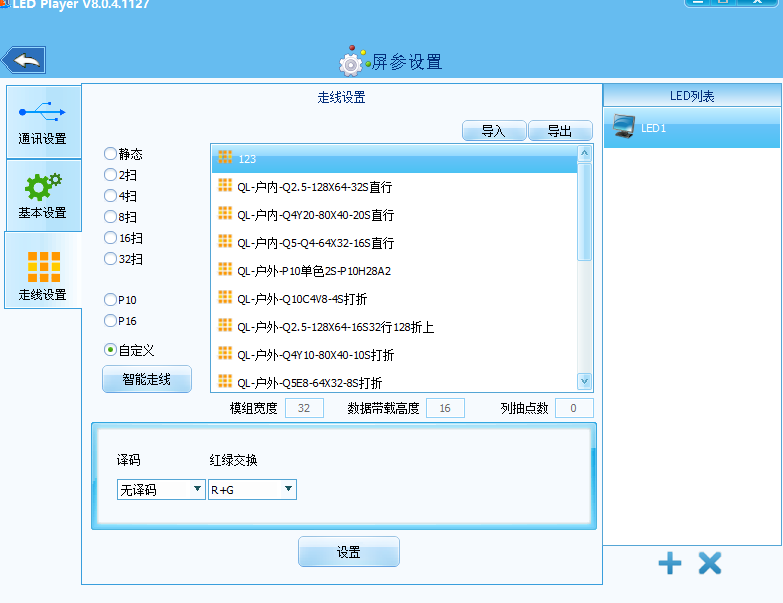 LED Player V8.0.4.1127
屏参设置
通讯设置
基本设置
走线设置
走线设置
导入 导出
静态
2扫
4扫
8扫
16扫
32扫
P10
P16
自定义
智能走线
123
QL-户内-Q2.5-128X64-32S直行
QL-户内-Q4Y20-80X40-20S直行
QL-户内-Q5-Q4-64X32-16S直行
QL-户外-P10单色2S-P10H28A2
QL-户外-Q10C4V8-4S打折
QL-户外-Q2.5-128X64-16S32行128折上
QL-户外-Q4Y10-80X40-10S打折
QL-户外-Q5E8-64X32-8S打折
模组宽度 32 数据带载高度 16 列抽点数 0
译码 红绿交换
无译码 R+G
设置
LED列表
LED1